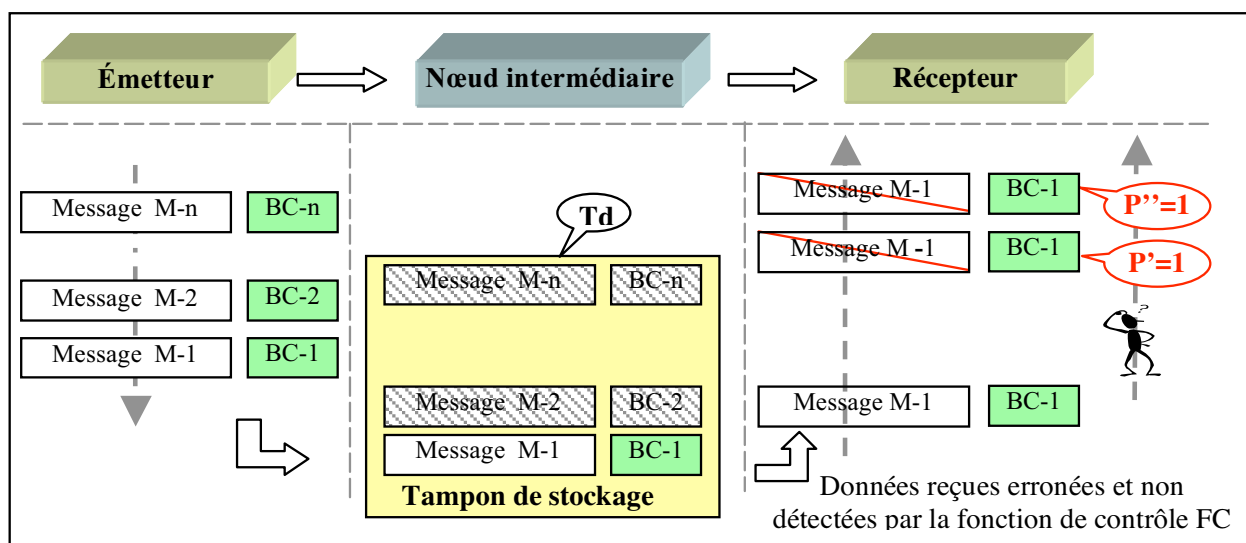 Émetteur
Nœud intermédiaire
Récepteur
Message M-n
BC-n
Message M-2
BC-2
Message M-1
BC-1
Td
Message M-n
BC-n
Message M-2
BC-2
Message M-1
BC-1
Tampon de stockage
Message M-1
BC-1
P’’=1
Message M -1
BC-1
P'=1
?
Message M-1
BC-1
Données reçues erronées et non
détectées par la fonction de contrôle FC